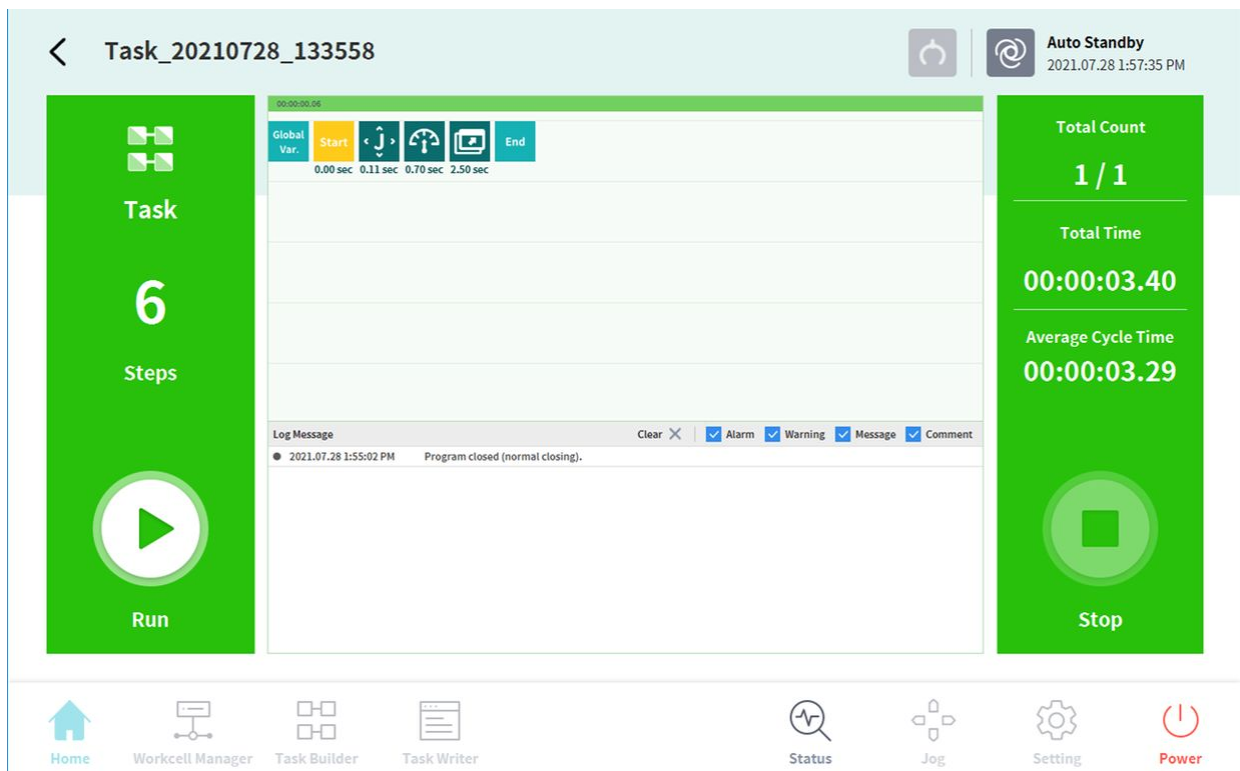 Task_20210728_133558
Auto Standby
2021.07.28 1:57:35 PM
Task
6
Steps
Run
00:00:00.06
Global
Var.
Start
J
End
0.00 sec 0.11 sec 0.70 sec 2.50 sec
Log Message
Clear
Alarm
Warning
Message
Comment
2021.07.28 1:55:02 PM Program closed (normal closing).
Total Count
1 / 1
Total Time
00:00:03.40
Average Cycle Time
00:00:03.29
Stop
Home
Workcell Manager
Task Builder
Task Writer
Status
Jog
Setting
Power